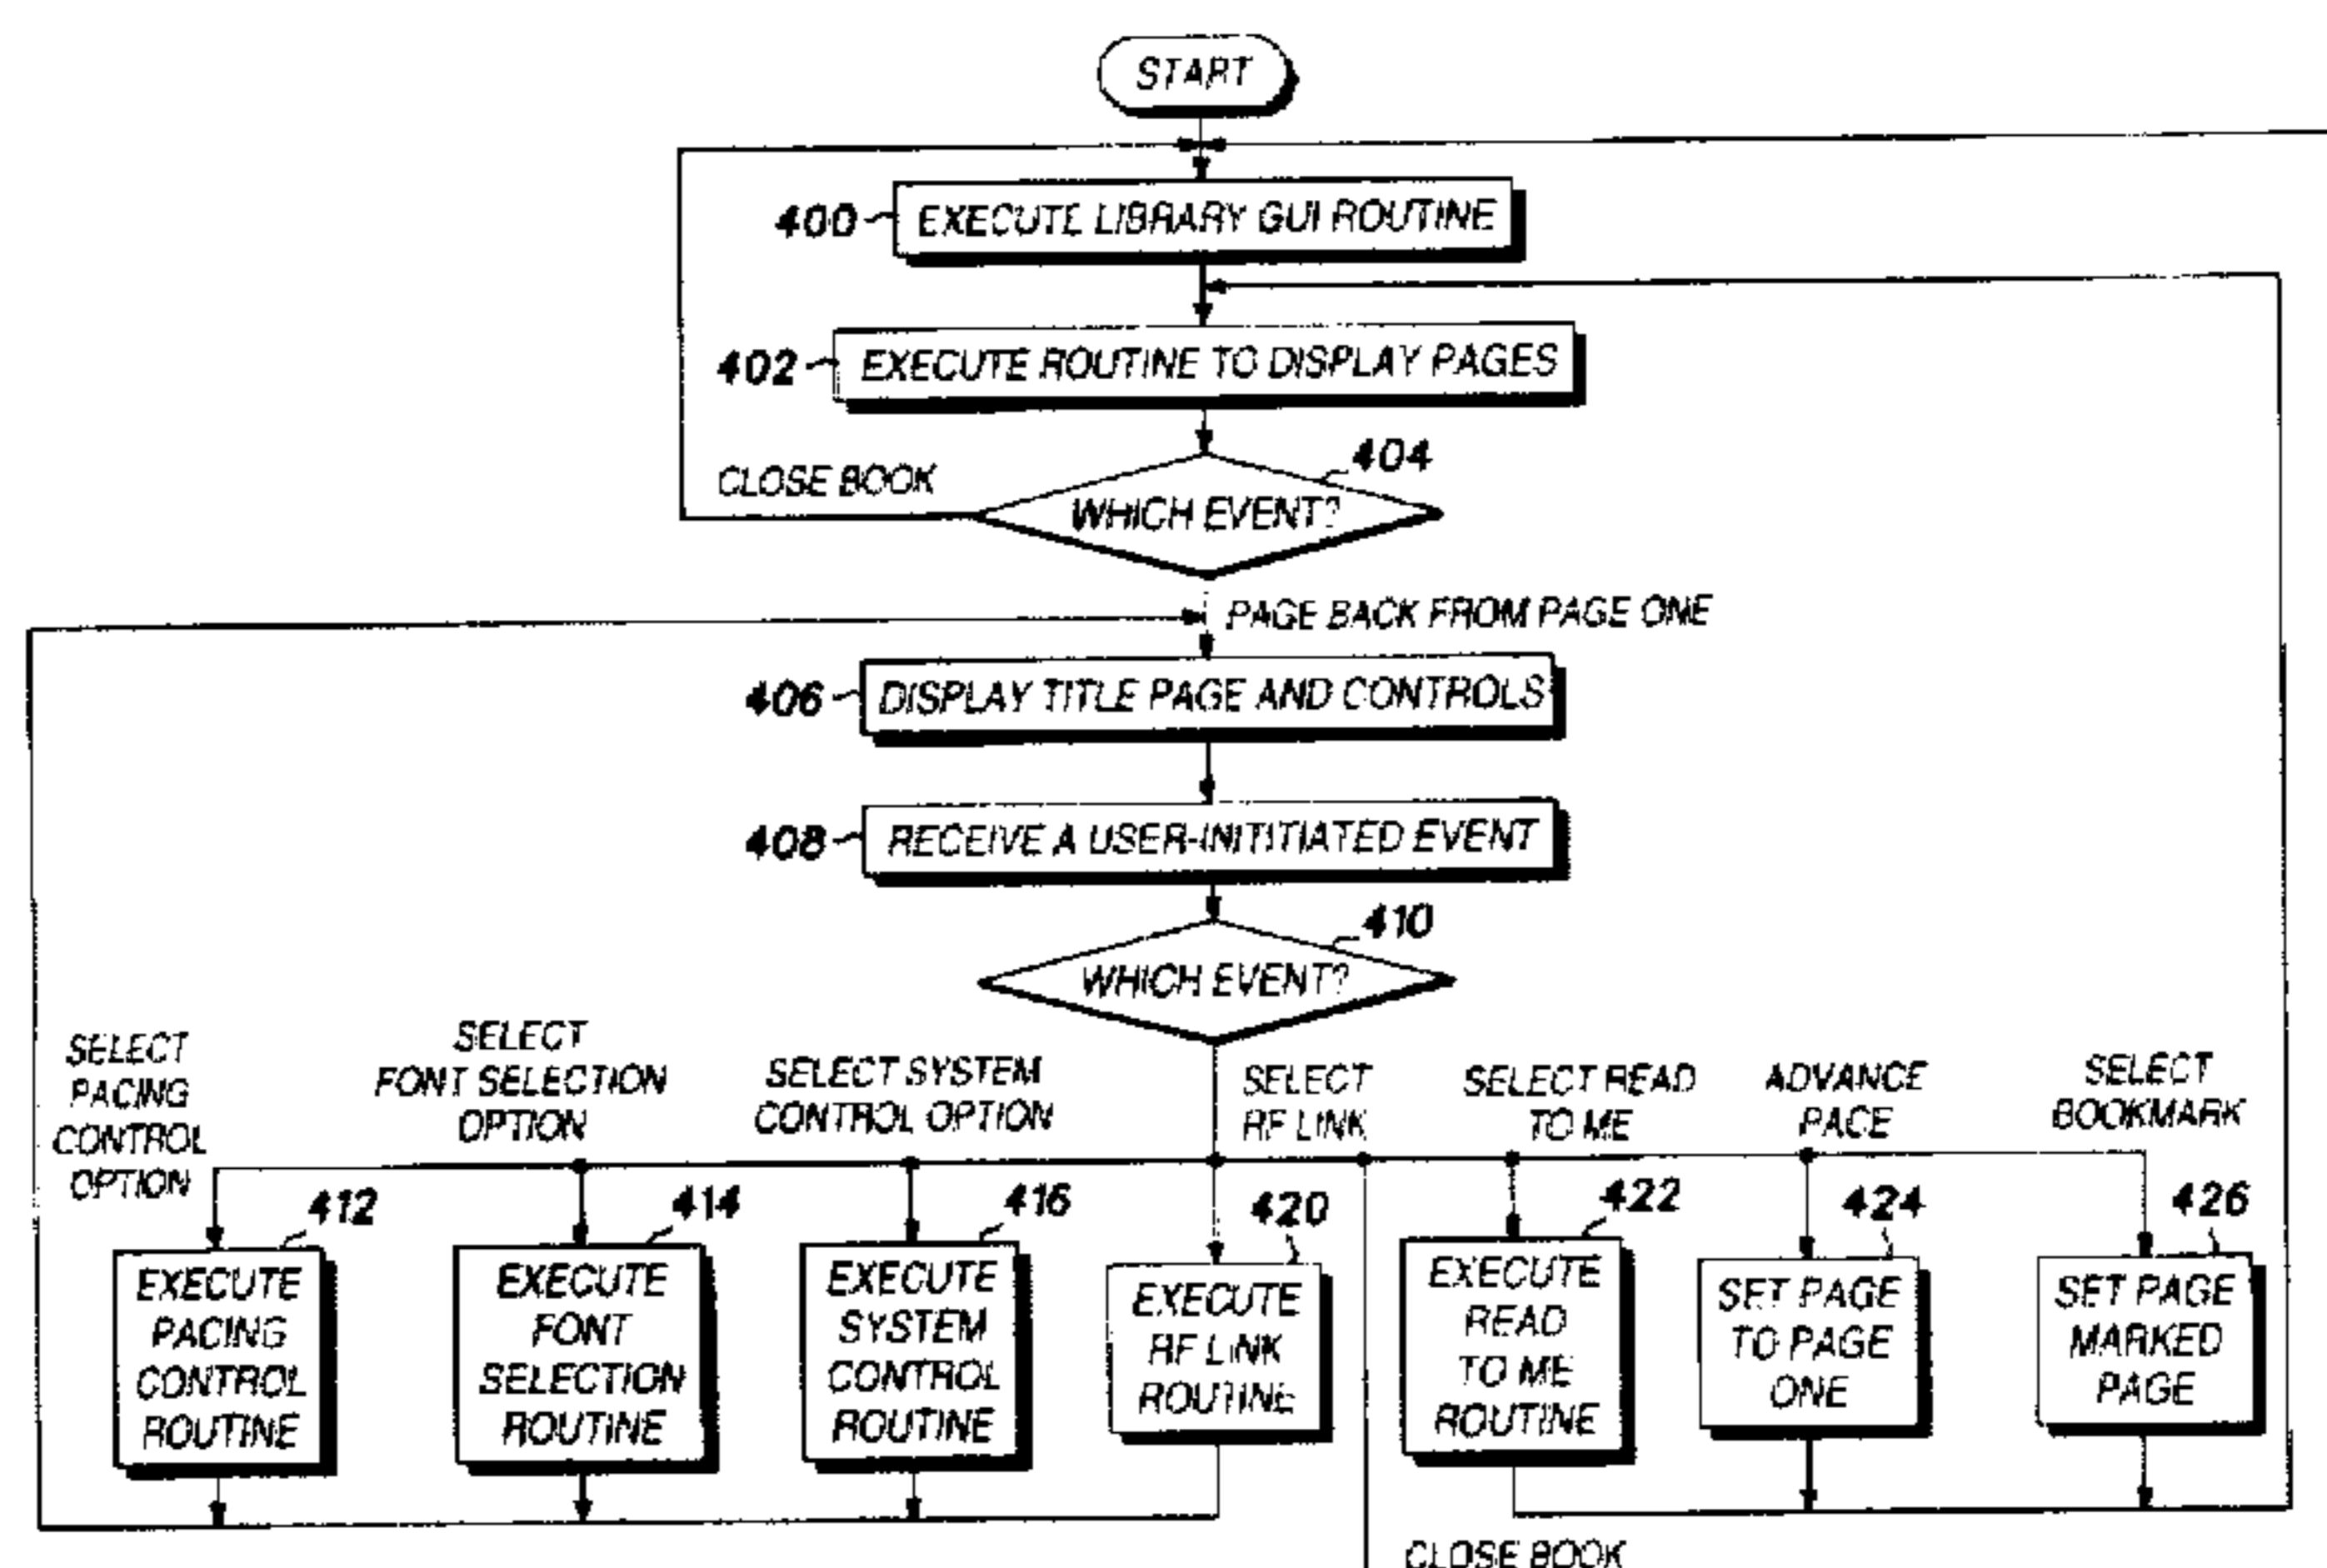 START
400
EXECUTE LIBRARY GUI ROUTINE
402
EXECUTE ROUTINE TO DISPLAY PAGES
404
CLOSE BOOK
WHICH EVENT?
PAGE BACK FROM PAGE ONE
406
DISPLAY TITLE PAGE AND CONTROLS
408
RECEIVE A USER-INITITIATED EVENT
410
WHICH EVENT?
SELECT
PACING
CONTROL
OPTION
SELECT
FONT SELECTION
OPTION
SELECT SYSTEM
CONTROL OPTION
SELECT
RF LINK
SELECT READ
TO ME
ADVANCE
PACE
SELECT
BOOKMARK
412
EXECUTE
PACING
CONTROL
ROUTINE
414
EXECUTE
FONT
SELECTION
ROUTINE
416
EXECUTE
SYSTEM
CONTROL
ROUTINE
420
EXECUTE
RF LINK
ROUTINE
422
EXECUTE
READ
TO ME
ROUTINE
424
SET PAGE
TO PAGE
ONE
426
SET PAGE
MARKED
PAGE
CLOSE BOOK